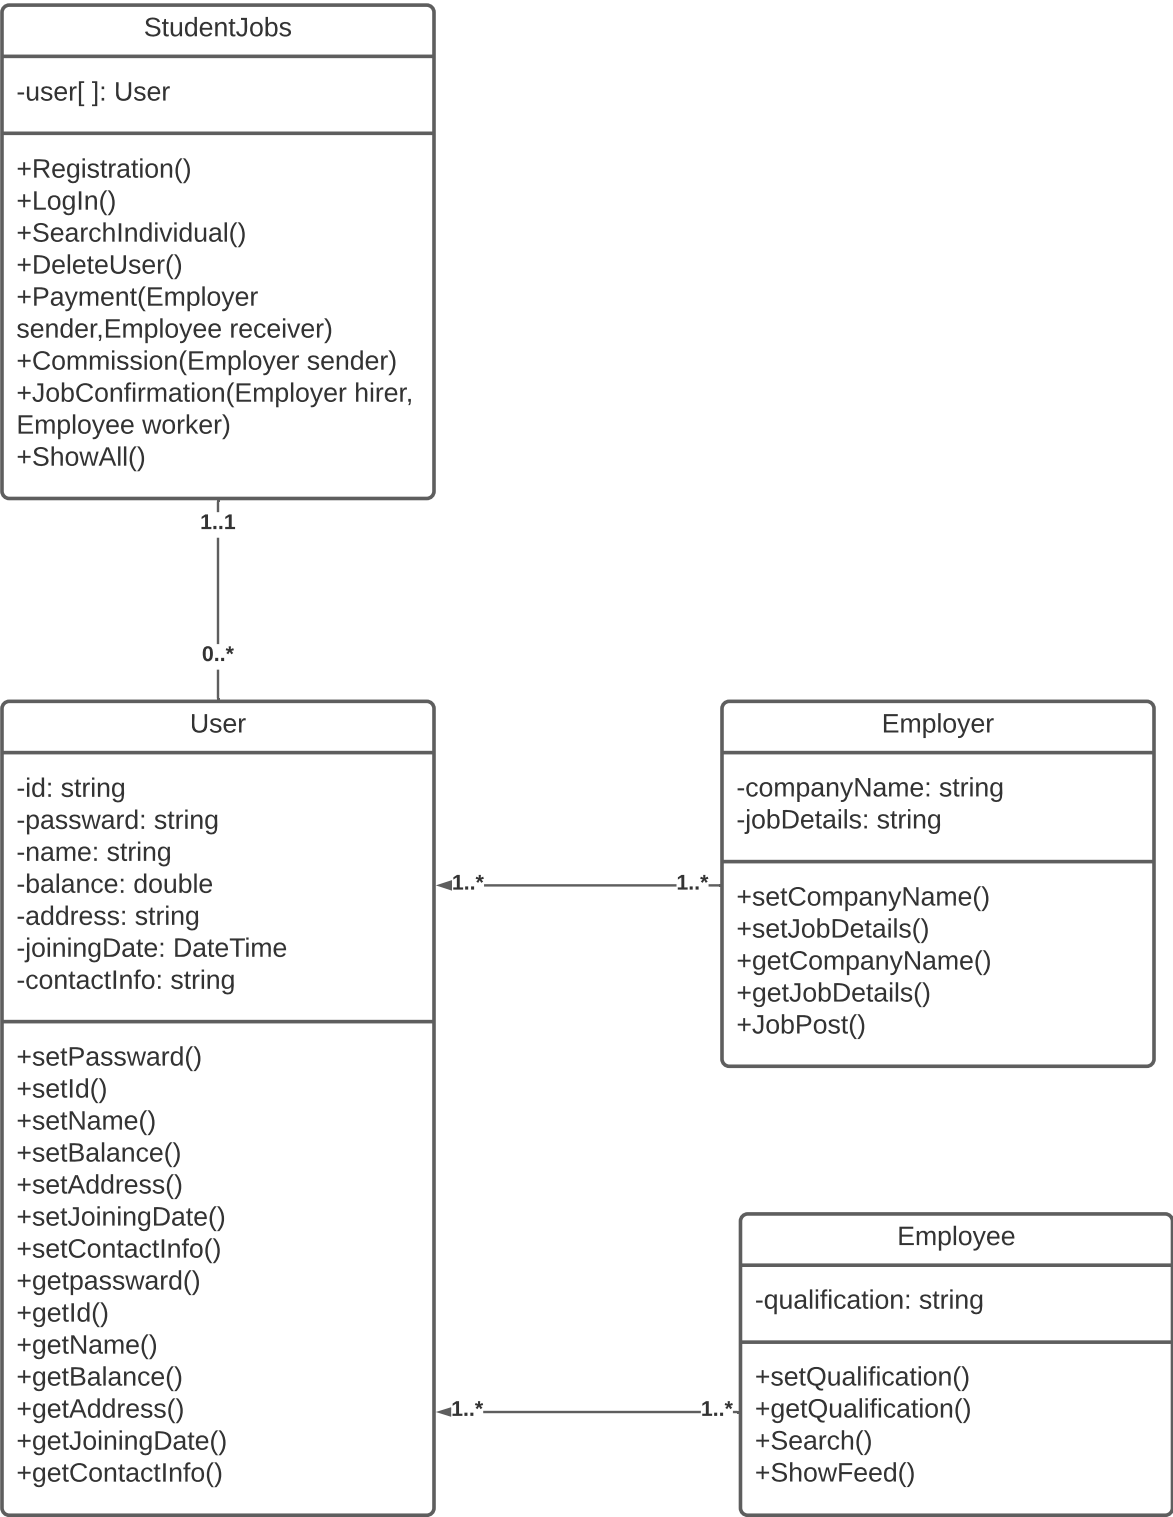 StudentJobs
-user[ ]: User
+Registration()
+LogIn()
+SearchIndividual()
+DeleteUser()
+Payment(Employer
sender,Employee receiver)
+Commission(Employer sender)
+JobConfirmation(Employer hirer,
Employee worker)
+ShowAll()
1..1
0..*
User
-id: string
-passward: string
-name: string
-balance: double
-address: string
-joiningDate: DateTime
-contactInfo: string
+setPassward()
+setId()
+setName()
+setBalance()
+setAddress()
+setJoiningDate()
+setContactInfo()
+getpassward()
+getId()
+getName()
+getBalance()
+getAddress()
+getJoiningDate()
+getContactInfo()
1..*
1..*
Employer
-companyName: string
-jobDetails: string
+setCompanyName()
+setJobDetails()
+getCompanyName()
+getJobDetails()
+JobPost()
1..*
1..*
Employee
-qualification: string
+setQualification()
+getQualification()
+Search()
+ShowFeed()